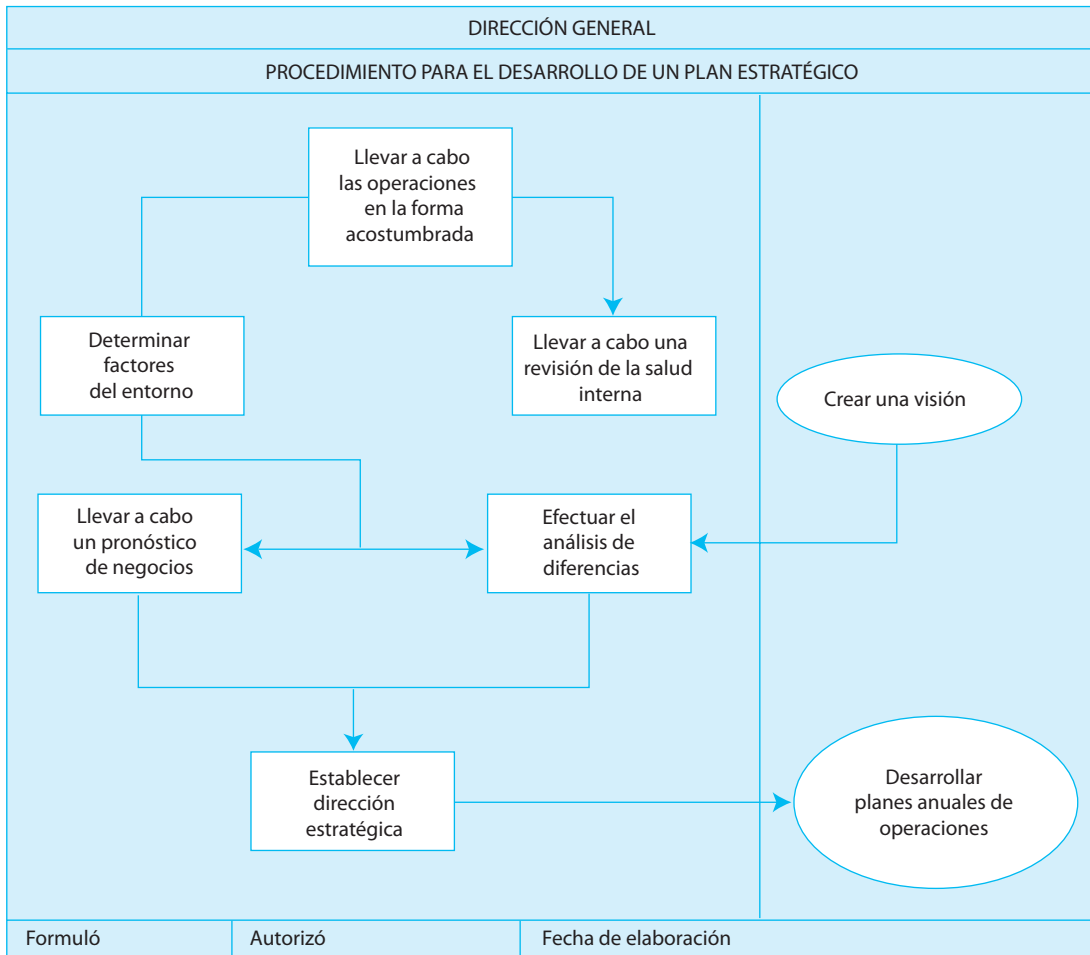 DIRECCIÓN GENERAL
PROCEDIMIENTO PARA EL DESARROLLO DE UN PLAN ESTRATÉGICO
Llevar a cabo
las operaciones
en la forma
acostumbrada
Determinar
factores
del entorno
Llevar a cabo una
revisión de la salud
interna
Crear una visión
Llevar a cabo
un pronóstico
de negocios
Efectuar el
análisis de
diferencias
Establecer
dirección
estratégica
Desarrollar
planes anuales de
operaciones
Formuló
Autorizó
Fecha de elaboración